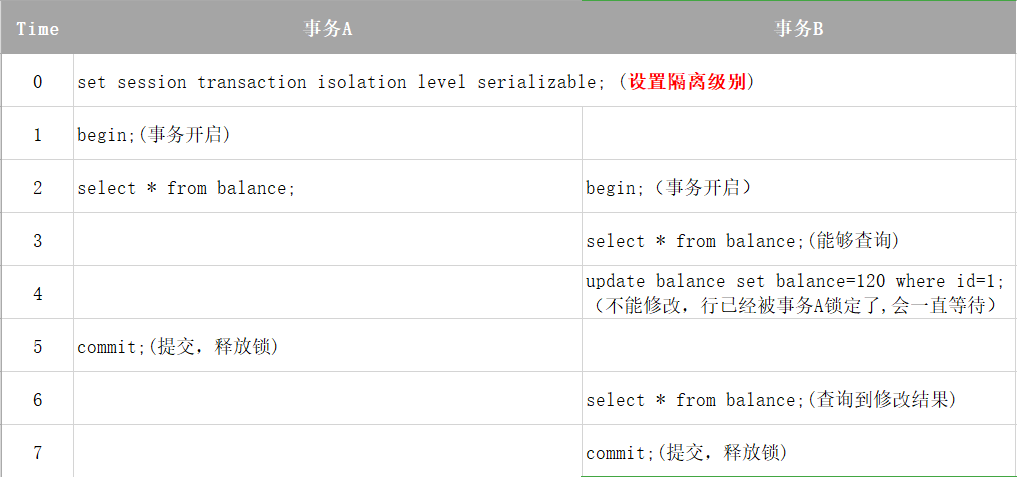 Time 事务A 事务B
0 set session transaction isolation level serializable; (设置隔离级别)
1 begin;(事务开启)
2 select * from balance; begin;（事务开启）
3 select * from balance;(能够查询)
4 update balance set balance=120 where id=1;
（不能修改，行已经被事务A锁定了,会一直等待）
5 commit;(提交，释放锁)
6 select * from balance;(查询到修改结果)
7 commit;(提交，释放锁)